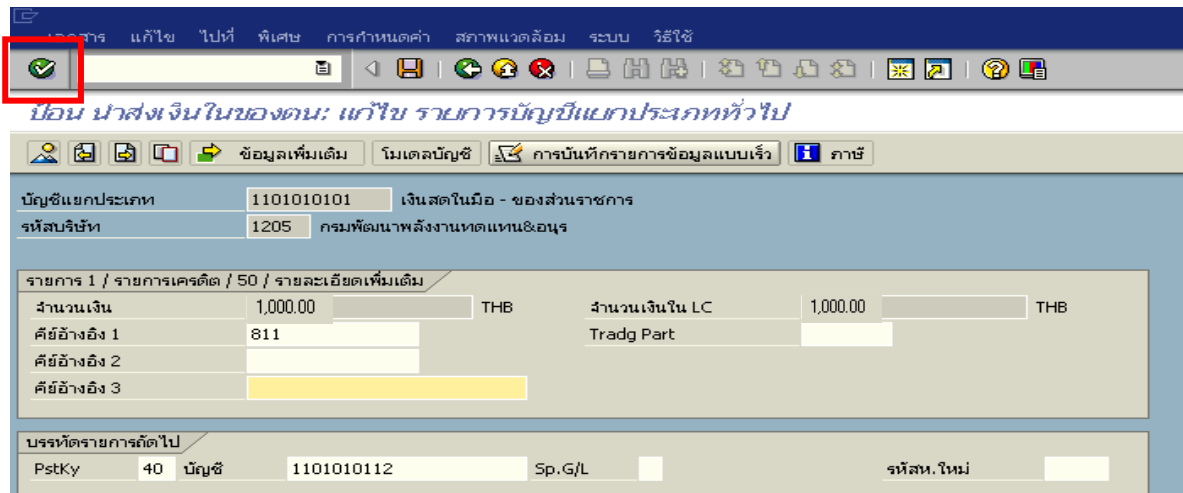 เอกสาร แก้ไข ไปที่ พิเศษ การกำหนดค่า สภาพแวดล้อม ระบบ วิธีใช้
ป้อน นำส่งเงินในของตน: แก้ไข รายการบัญชีแยกประเภททั่วไป
ข้อมูลเพิ่มเติม โมเดลบัญชี การบันทึกรายการข้อมูลแบบเร็ว ภาษี
บัญชีแยกประเภท 1101010101 เงินสดในมือ - ของส่วนราชการ
รหัสบริษัท 1205 กรมพัฒนาพลังงานทดแทน&อนุร
รายการ 1 / รายการเครดิต / 50 / รายละเอียดเพิ่มเติม
จำนวนเงิน 1,000.00 THB จำนวนเงินใน LC 1,000.00 THB
คีย์อ้างอิง 1 811 Tradg Part
คีย์อ้างอิง 2
คีย์อ้างอิง 3
บรรทัดรายการถัดไป
PstKy 40 บัญชี 1101010112 Sp.G/L รหัสห.ใหม่